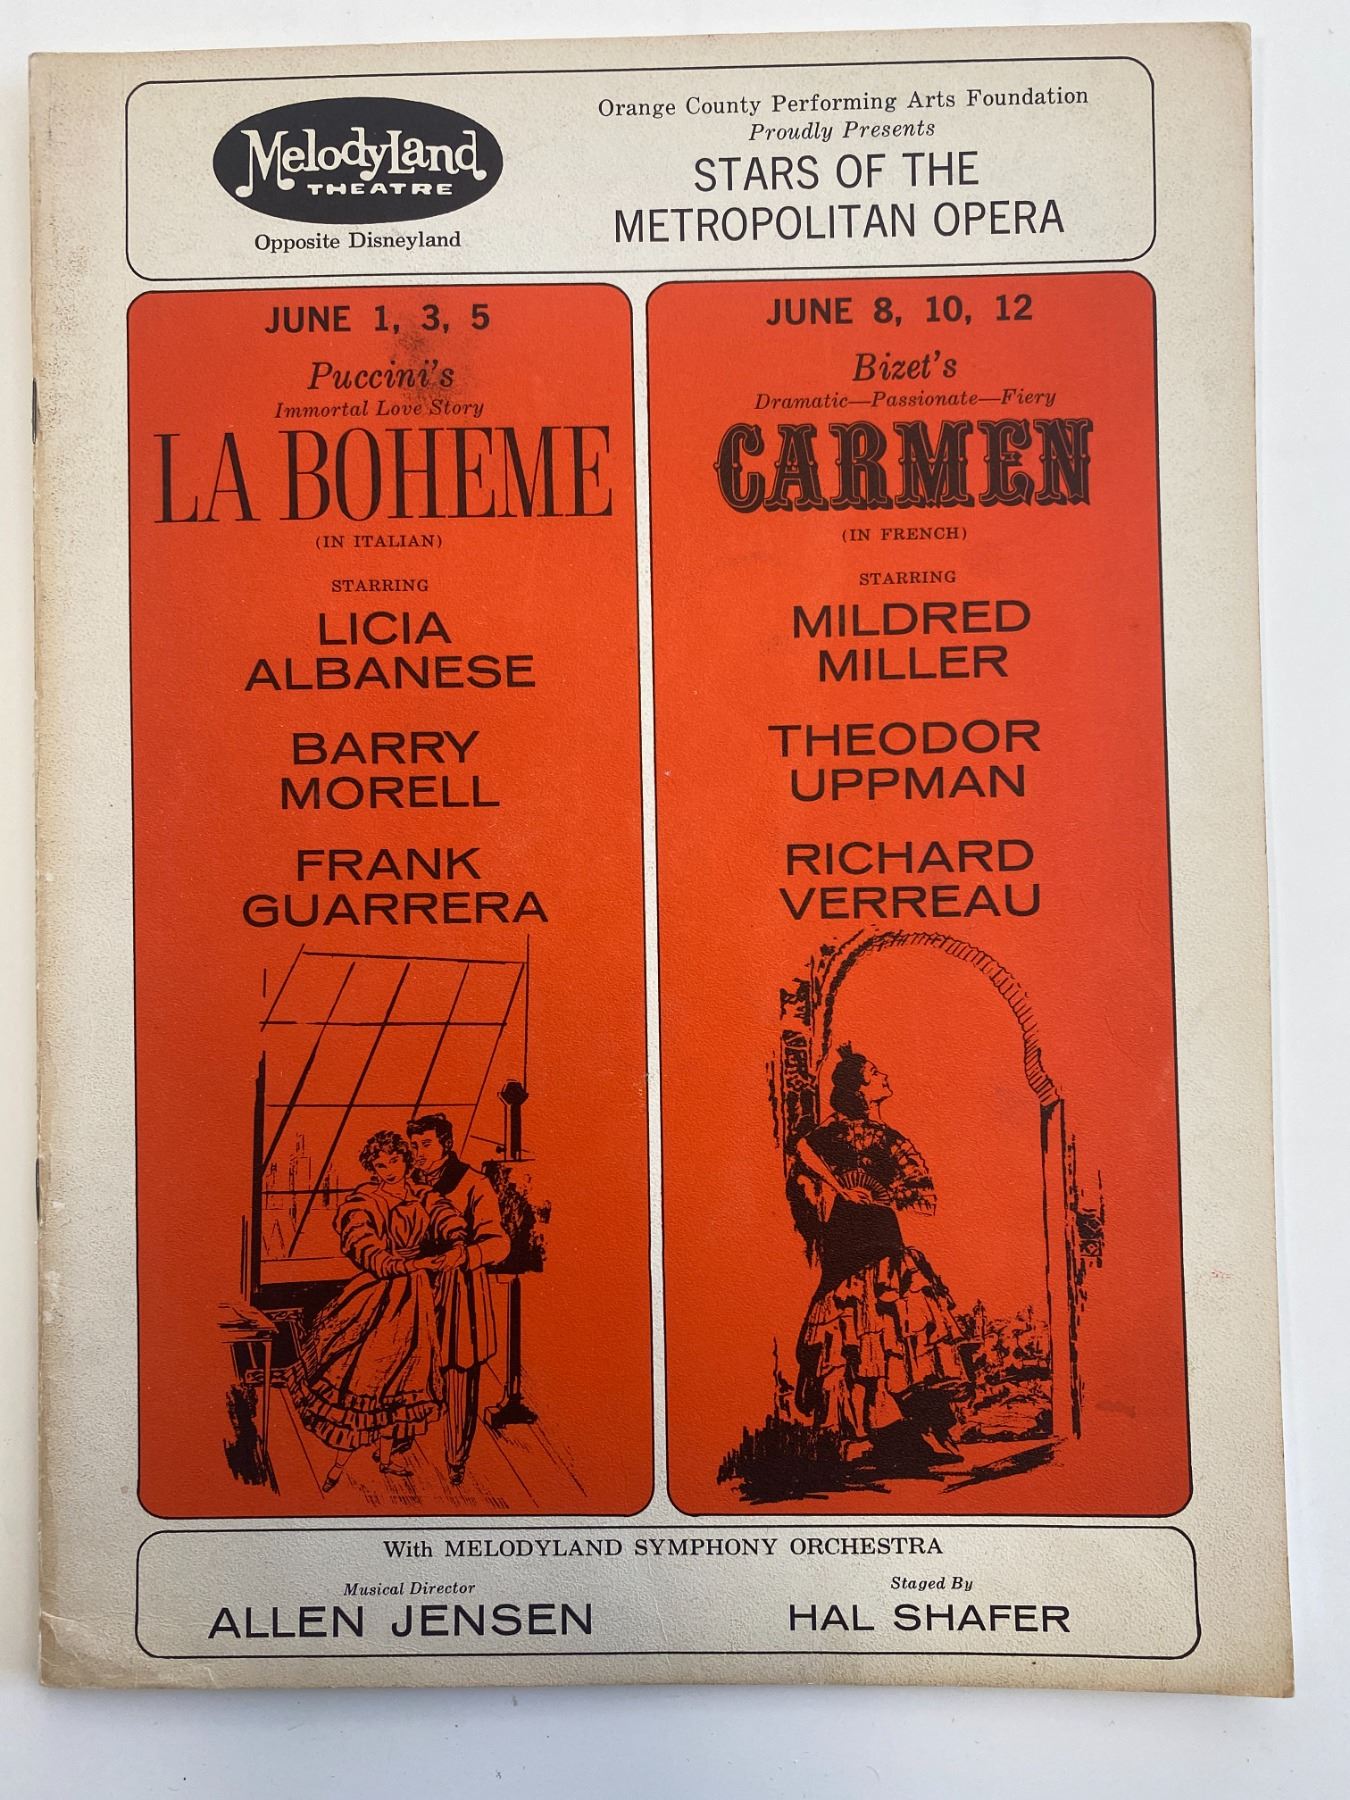 MelodyLand
THEATRE
Opposite Disneyland
Orange County Performing Arts Foundation
Proudly Presents
STARS OF THE
METROPOLITAN OPERA
JUNE 1, 3, 5
Puccini's
Immortal Love Story
LA BOHEME
(IN ITALIAN)
STARRING
LICIA
ALBANESE
BARRY
MORELL
FRANK
GUARRERA
JUNE 8, 10, 12
Bizet's
Dramatic—Passionate—Fiery
CARMEN
(IN FRENCH)
STARRING
MILDRED
MILLER
THEODOR
UPPMAN
RICHARD
VERREAU
With MELODYLAND SYMPHONY ORCHESTRA
Musical Director
ALLEN JENSEN
Staged By
HAL SHAFER